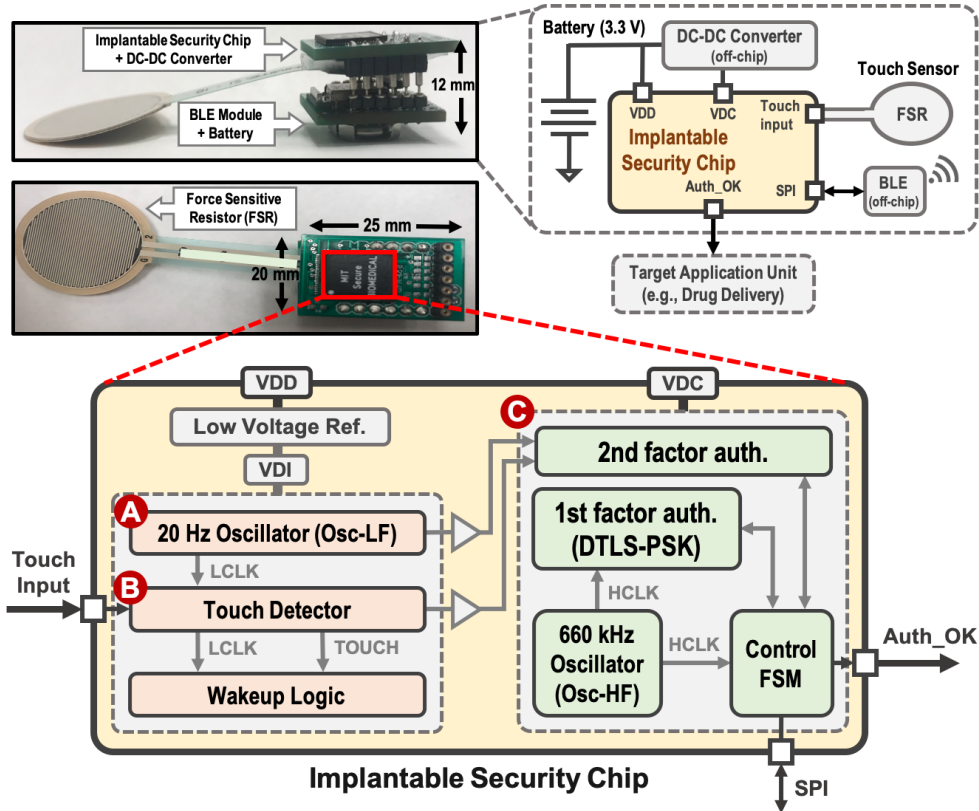 Implantable Security Chip
+ DC-DC Converter
BLE Module
+ Battery
12 mm
Force Sensitive
Resistor (FSR)
25 mm
20 mm
MIT
Secure
BIOMEDICAL
Battery (3.3 V)
DC-DC Converter
(off-chip)
Touch Sensor
VDD
VDC
Touch
input
FSR
Implantable
Security Chip
Auth_OK
SPI
BLE
(off-chip)
Target Application Unit
(e.g., Drug Delivery)
VDD
VDC
Low Voltage Ref.
VDI
C
2nd factor auth.
A
20 Hz Oscillator (Osc-LF)
1st factor auth.
(DTLS-PSK)
LCLK
Touch
Input
B
Touch Detector
HCLK
LCLK
TOUCH
660 kHz
Oscillator
(Osc-HF)
HCLK
Control
FSM
Auth_OK
Wakeup Logic
Implantable Security Chip
SPI